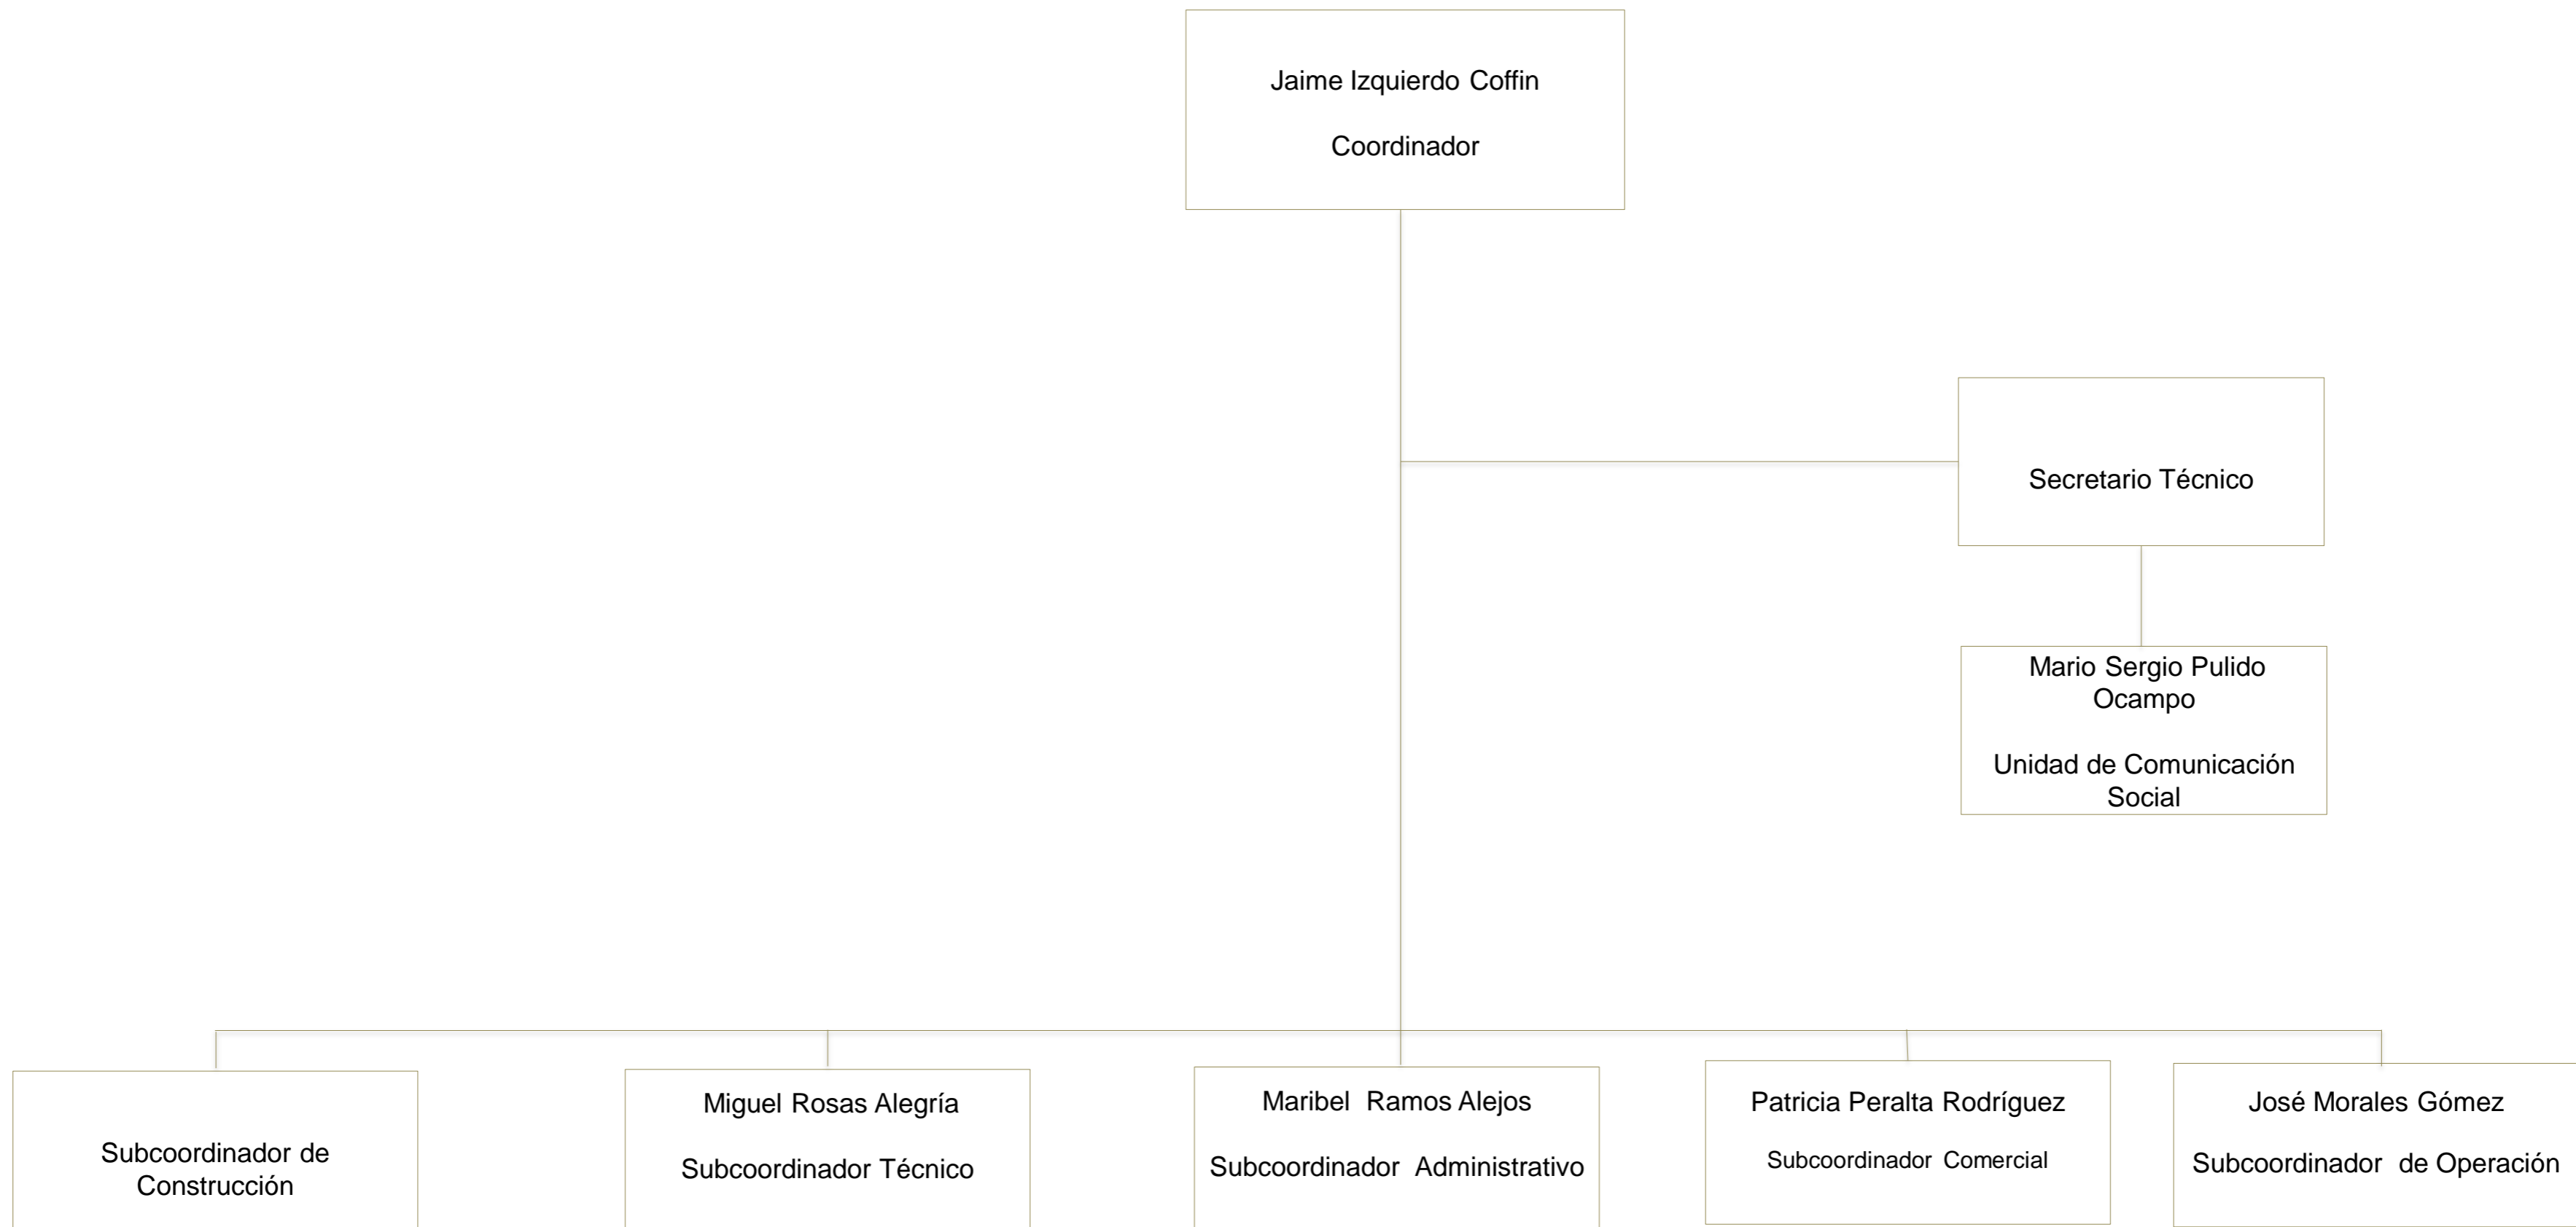 Jaime Izquierdo Coffin
Coordinador
Secretario Técnico
Mario Sergio Pulido
Ocampo
Unidad de Comunicación
Social
Subcoordinador de
Construcción
Miguel Rosas Alegría
Subcoordinador Técnico
Maribel Ramos Alejos
Subcoordinador Administrativo
Patricia Peralta Rodríguez
Subcoordinador Comercial
José Morales Gómez
Subcoordinador de Operación